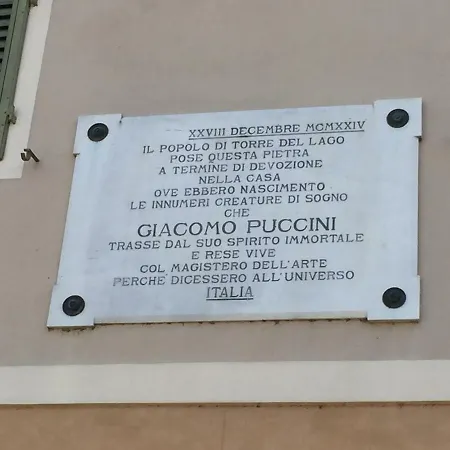 XXVIII DECEMBRE MCMXXIV
IL POPOLO DI TORRE DEL LAGO
POSE QUESTA PIETRA
A TERMINE DI DEVOZIONE
NELLA CASA
OVE EBBERO NASCIMENTO
LE INNUMERI CREATURE DI SOGNO
CHE
GIACOMO PUCCINI
TRASSE DAL SUO SPIRITO IMMORTALE
E RESE VIVE
COL MAGISTERO DELL'ARTE
PERCHÈ DICESSERO ALL'UNIVERSO
ITALIA